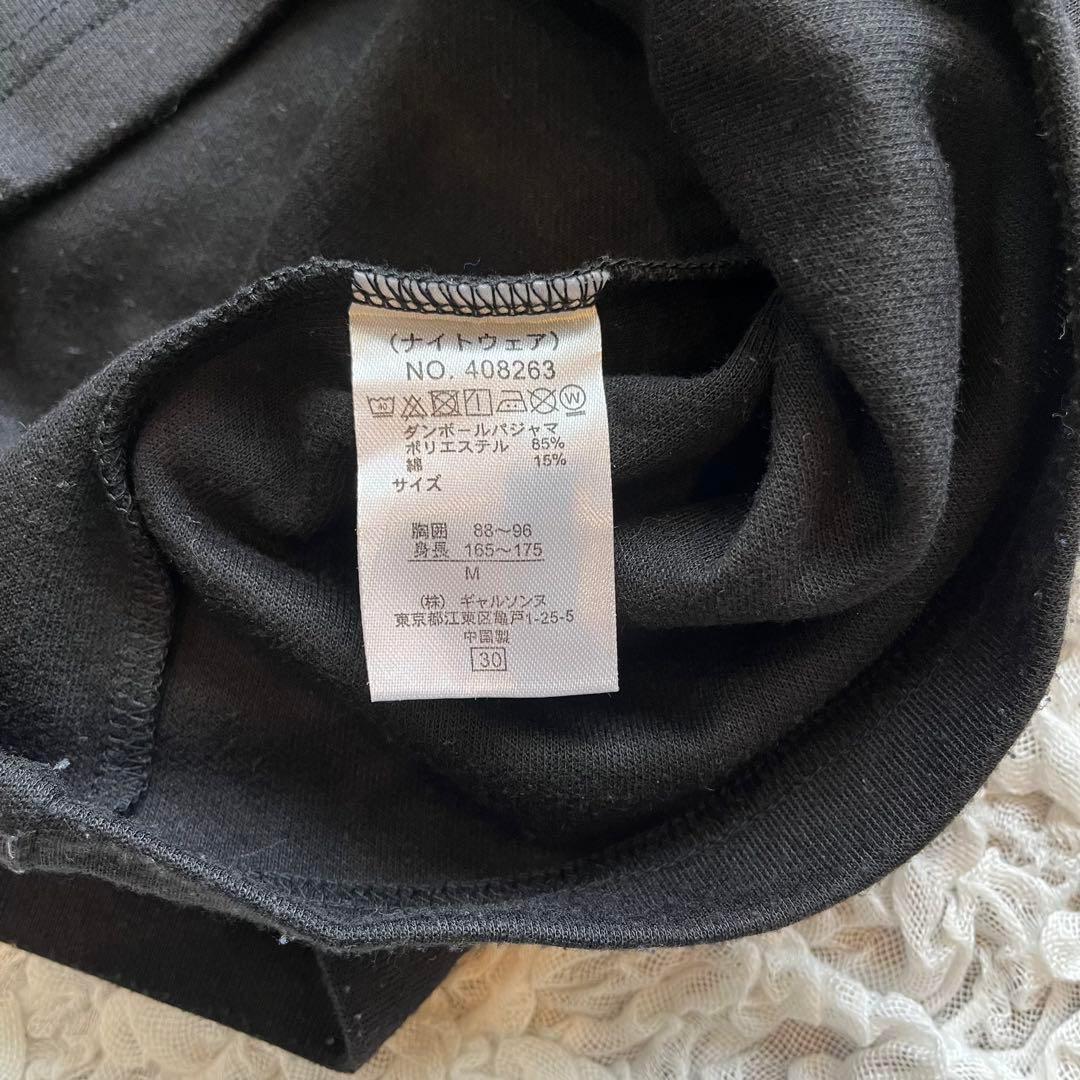 (ナイトウェア)
NO. 408263
40 W
ダンボールパジャマ
ポリエステル 85%
綿 15%
サイズ
胸囲 88〜96
身長 165〜175
M
(株) ギャルソンヌ
東京都江東区亀戸1-25-5
中国製
30